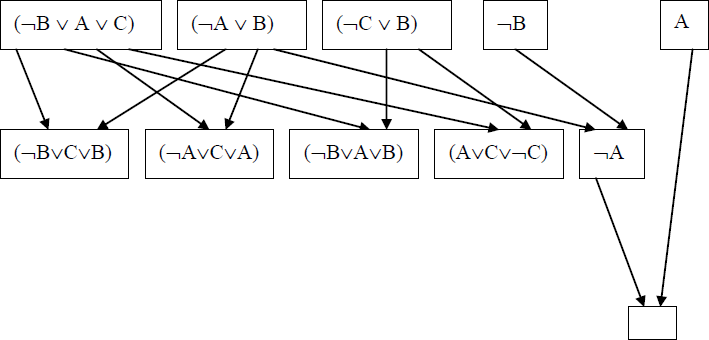 (¬B ∨ A ∨ C) (¬A ∨ B) (¬C ∨ B) ¬B A
(¬B∨C∨B) (¬A∨C∨A) (¬B∨A∨B) (A∨C∨¬C) ¬A